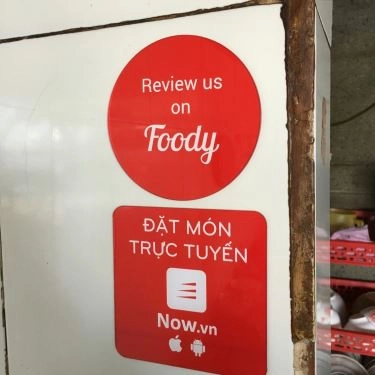 Review us
on
Foody
ĐẶT MÓN
TRỰC TUYẾN
Now.vn